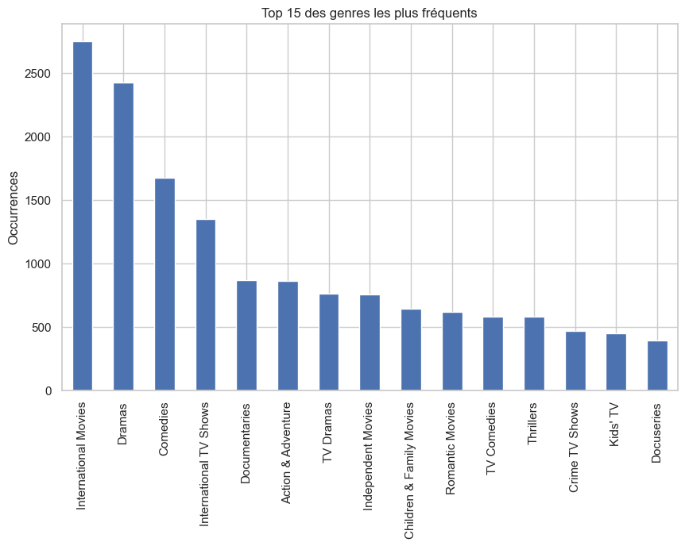 Top 15 des genres les plus fréquents
Occurrences
2500
2000
1500
1000
500
0
International Movies
Dramas
Comedies
International TV Shows
Documentaries
Action & Adventure
TV Dramas
Independent Movies
Children & Family Movies
Romantic Movies
TV Comedies
Thrillers
Crime TV Shows
Kids' TV
Docuseries